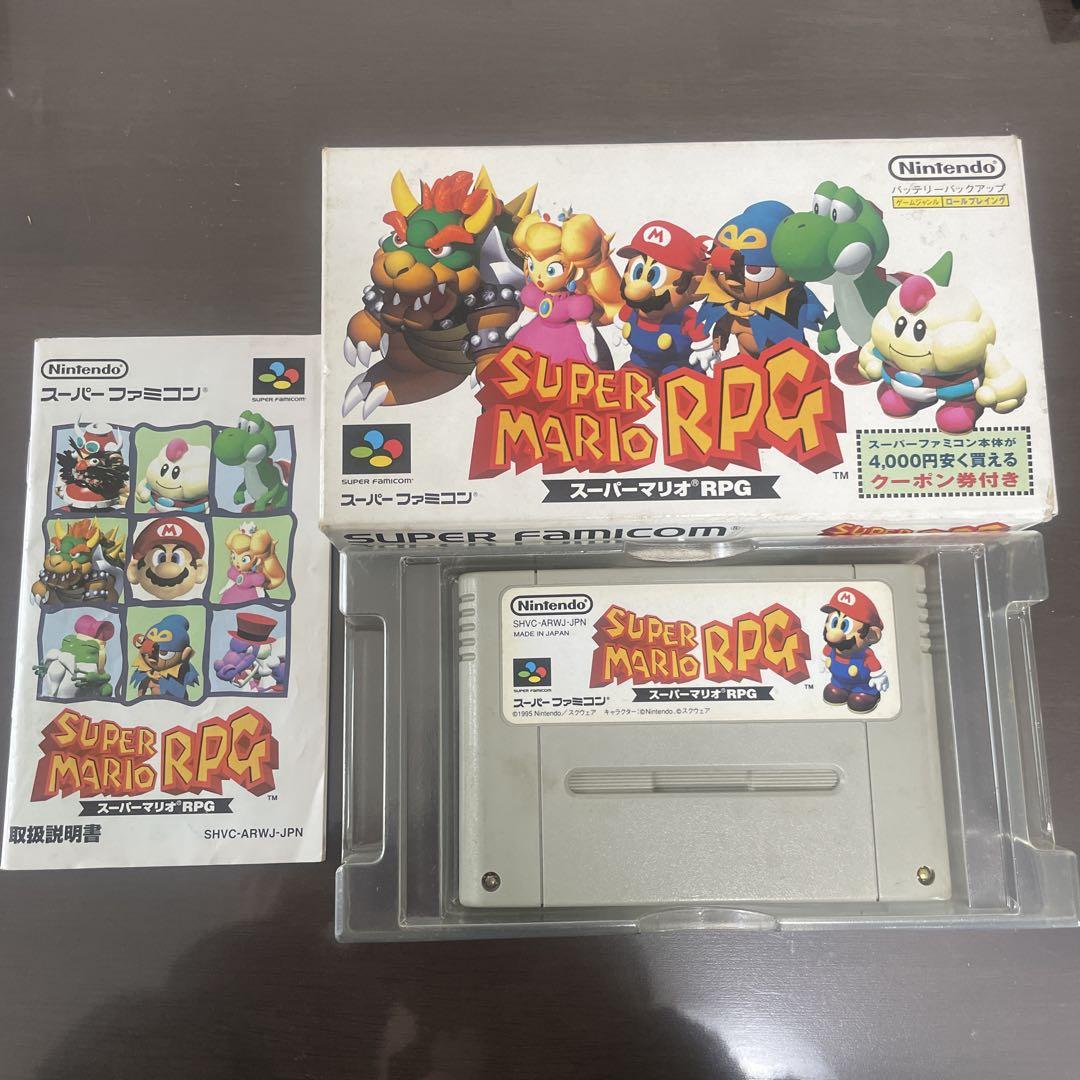 Nintendo
バッテリーバックアップ
ゲームジャンル ロールプレイング
M
SUPER
MARIO RPG
TM
スーパーマリオ® RPG
SUPER FAMICOM
スーパーファミコン®
スーパーファミコン本体が
4,000円安く買える
クーポン券付き
SUPER FAMICOM®
SUPER
MARIO RPG
Nintendo
スーパーファミコン®
SUPER FAMICOM
M
SUPER
MARIO RPG
TM
スーパーマリオ® RPG
取扱説明書
SHVC-ARWJ-JPN
Nintendo
SHVC-ARWJ-JPN
MADE IN JAPAN
SUPER
MARIO RPG
TM
スーパーマリオ® RPG
M
SUPER FAMICOM
スーパーファミコン®
©1995 Nintendo/スクウェア キャラクター:©Nintendo, ©スクウェア